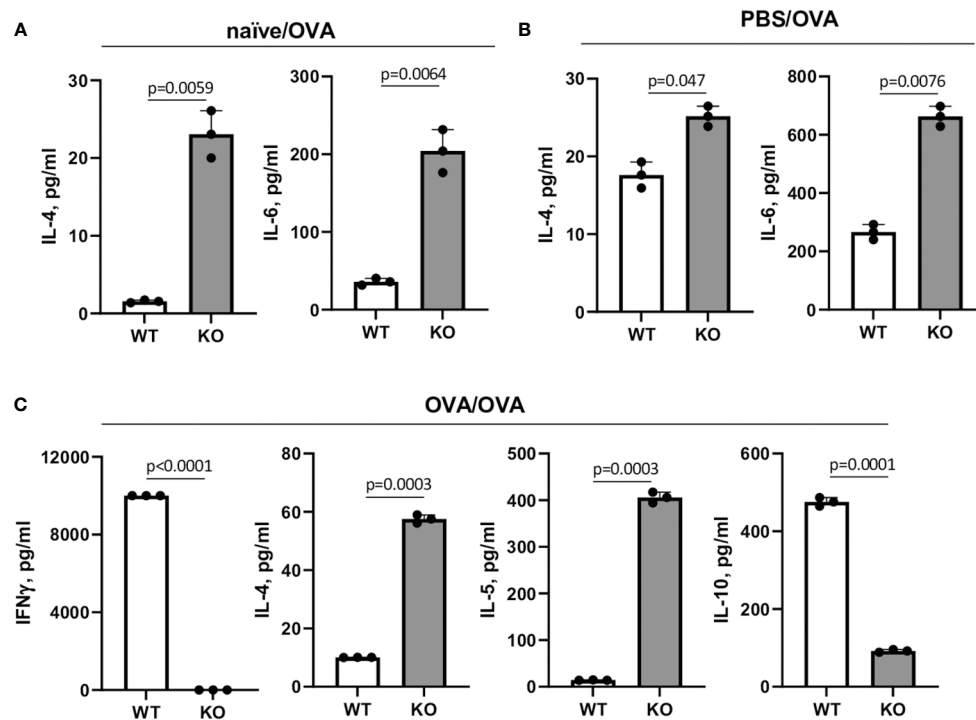 A
naïve/OVA
B
PBS/OVA
IL-4, pg/ml
30
20
10
0
p=0.0059
WT KO
IL-6, pg/ml
300
200
100
0
p=0.0064
WT KO
IL-4, pg/ml
30
20
10
0
p=0.047
WT KO
IL-6, pg/ml
800
600
400
200
0
p=0.0076
WT KO
C
OVA/OVA
IFNγ, pg/ml
12000
8000
4000
0
p<0.0001
WT KO
IL-4, pg/ml
80
60
40
20
0
p=0.0003
WT KO
IL-5, pg/ml
500
400
300
200
100
0
p=0.0003
WT KO
IL-10, pg/ml
600
400
200
0
p=0.0001
WT KO